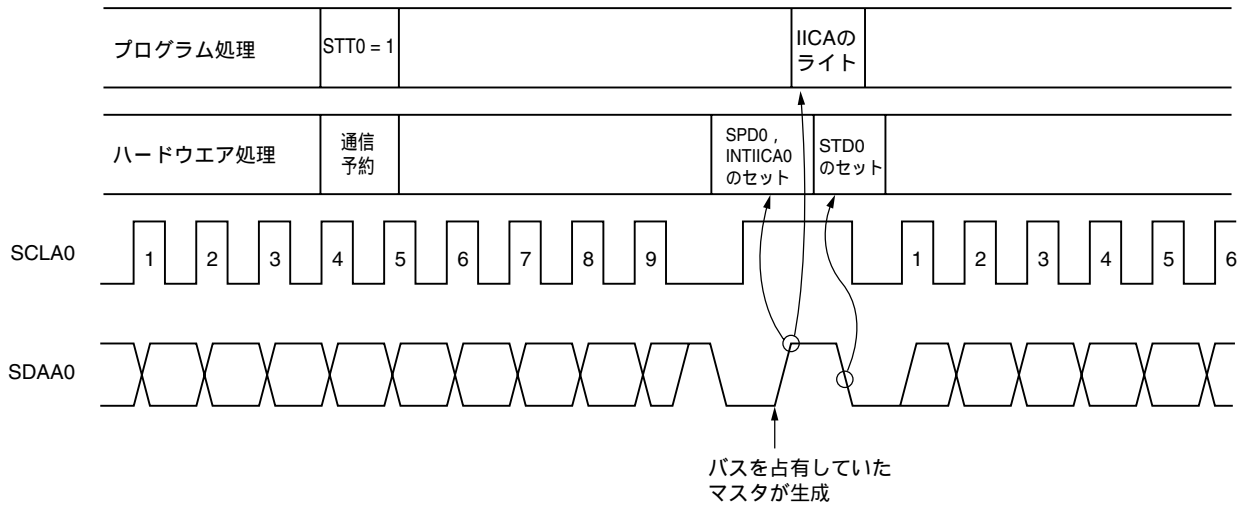 プログラム処理
STT0 = 1
IICAの
ライト
ハードウエア処理
通信
予約
SPD0 ,
INTIICA0
のセット
STD0
のセット
SCLA0
1 2 3 4 5 6 7 8 9 1 2 3 4 5 6
SDAA0
バスを占有していた
マスタが生成